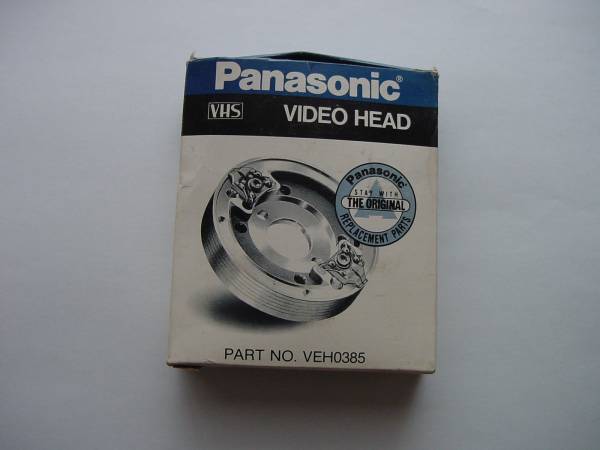 Panasonic®
VHS VIDEO HEAD
Panasonic
STAY WITH
THE ORIGINAL
REPLACEMENT PARTS
PART NO. VEH0385